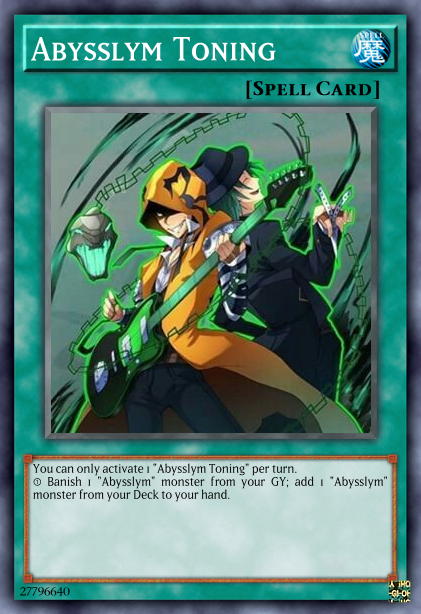 Abysslym Toning
SPELL
魔
[Spell Card]
You can only activate 1 "Abysslym Toning" per turn.
① Banish 1 "Abysslym" monster from your GY; add 1 "Abysslym"
monster from your Deck to your hand.
27796640